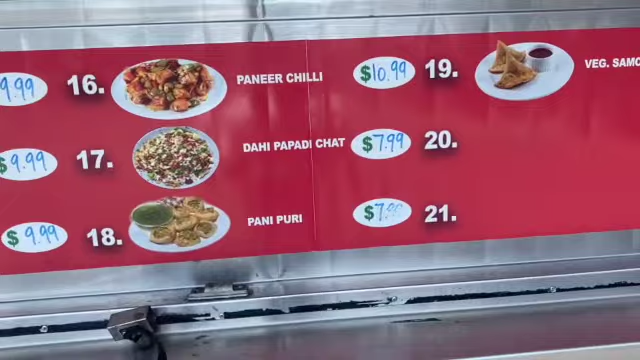 9.99
16.
PANEER CHILLI
$10.99
19.
VEG. SAMO
$9.99
17.
DAHI PAPADI CHAT
$7.99
20.
$9.99
18.
PANI PURI
21.